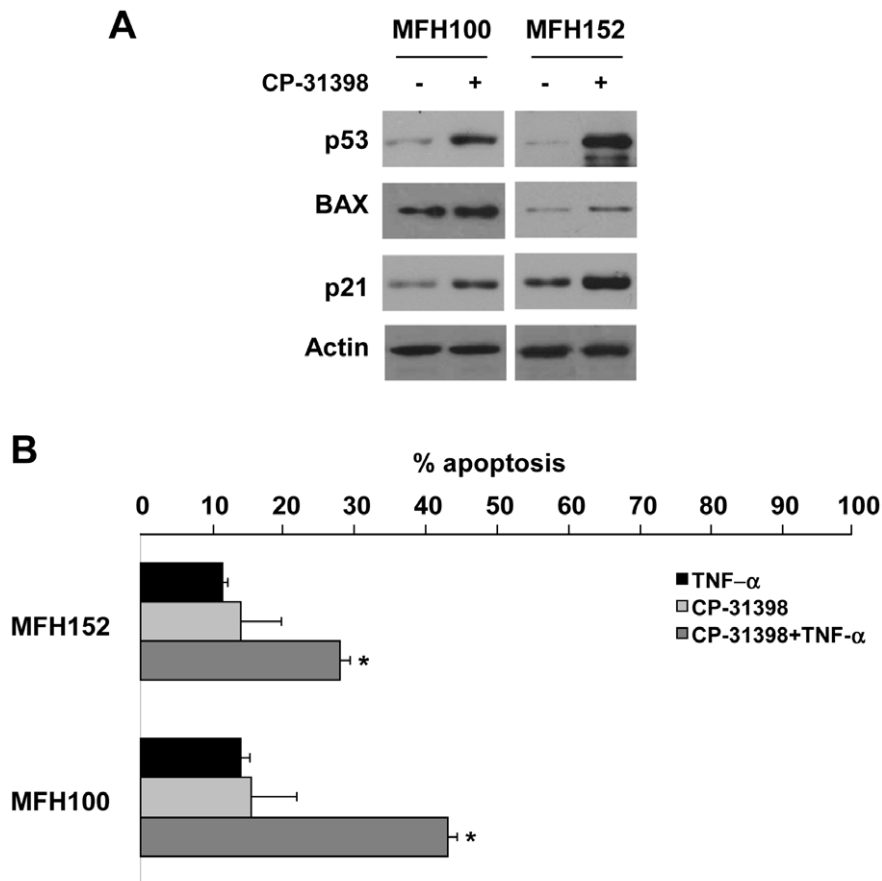 A
MFH100 MFH152
CP-31398 - + - +
p53
BAX
p21
Actin
B
% apoptosis
0 10 20 30 40 50 60 70 80 90 100
TNF–α
CP-31398
CP-31398+TNF-α
MFH152
*
MFH100
*